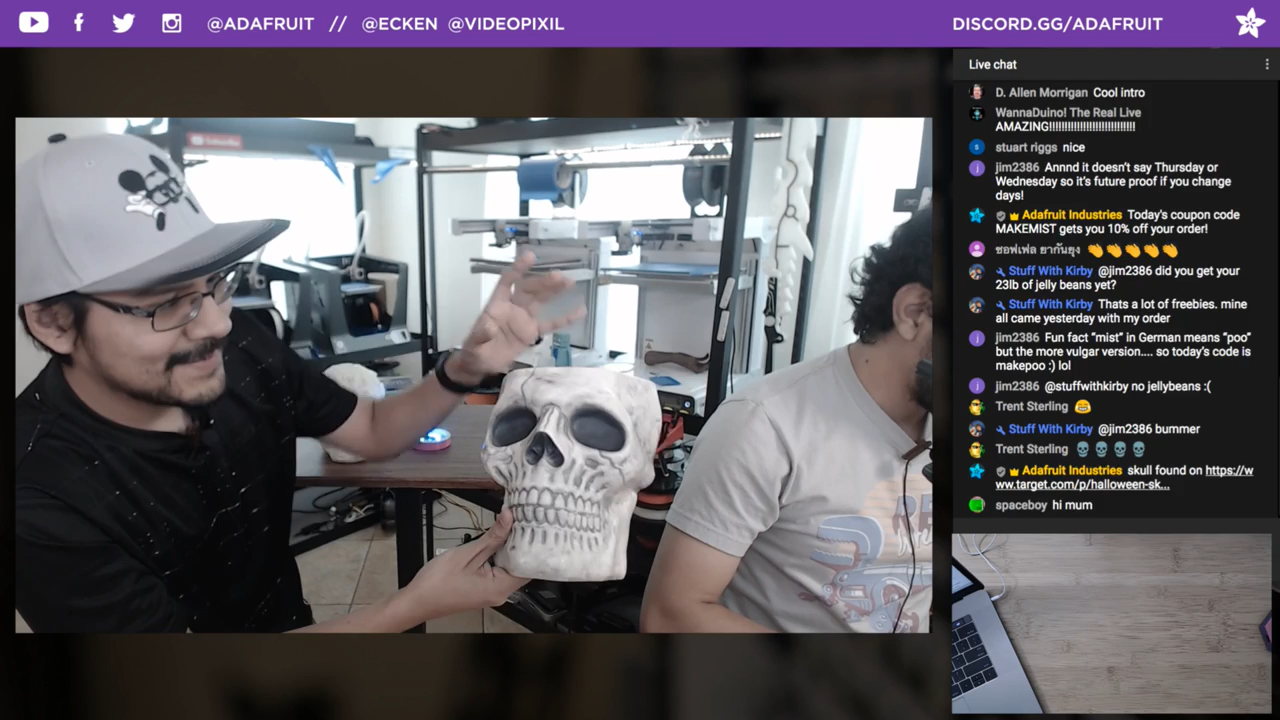 @ADAFRUIT // @ECKEN @VIDEOPIXIL
DISCORD.GG/ADAFRUIT
Live chat
D. Allen Morrigan Cool intro
WannaDuino! The Real Live
AMAZING!!!!!!!!!!!!!!!!!!!!!!!!!!!!
stuart riggs nice
jim2386 Annnd it doesn't say Thursday or
Wednesday so it's future proof if you change
days!
Adafruit Industries Today's coupon code
MAKEMIST gets you 10% off your order!
ชอฟเฟล ยากันยุง 👏👏👏👏👏
Stuff With Kirby @jim2386 did you get your
23lb of jelly beans yet?
Stuff With Kirby Thats a lot of freebies. mine
all came yesterday with my order
jim2386 Fun fact “mist” in German means “poo”
but the more vulgar version.... so today's code is
makepoo :) lol
jim2386 @stuffwithkirby no jellybeans :(
Trent Sterling 😁
Stuff With Kirby @jim2386 bummer
Trent Sterling 💀💀💀💀
Adafruit Industries skull found on https://w
ww.target.com/p/halloween-sk...
spaceboy hi mum